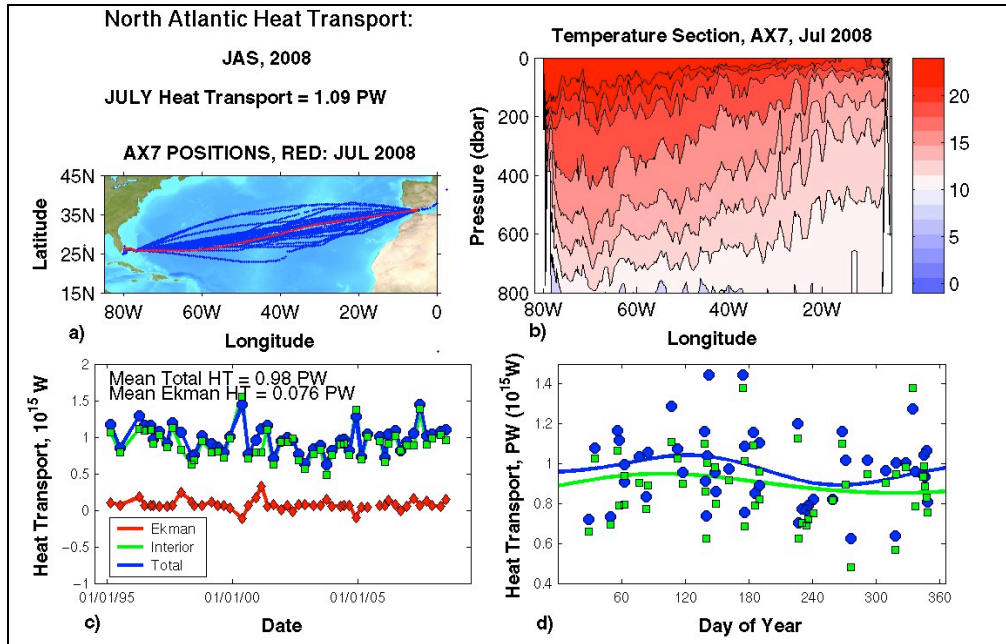 North Atlantic Heat Transport:
JAS, 2008
JULY Heat Transport = 1.09 PW
AX7 POSITIONS, RED: JUL 2008
45N
35N
25N
15N
Latitude
80W 60W 40W 20W 0
a)
Longitude
Temperature Section, AX7, Jul 2008
0
200
400
600
800
Pressure (dbar)
80W 60W 40W 20W
b)
Longitude
20
15
10
5
0
Mean Total HT = 0.98 PW
Mean Ekman HT = 0.076 PW
2
1.5
1
0.5
0
−0.5
−1
Heat Transport, 10^15 W
Ekman
Interior
Total
01/01/95 01/01/00 01/01/05
c)
Date
1.4
1.2
1
0.8
0.6
0.4
Heat Transport, PW (10^15 W)
60 120 180 240 300 360
d)
Day of Year